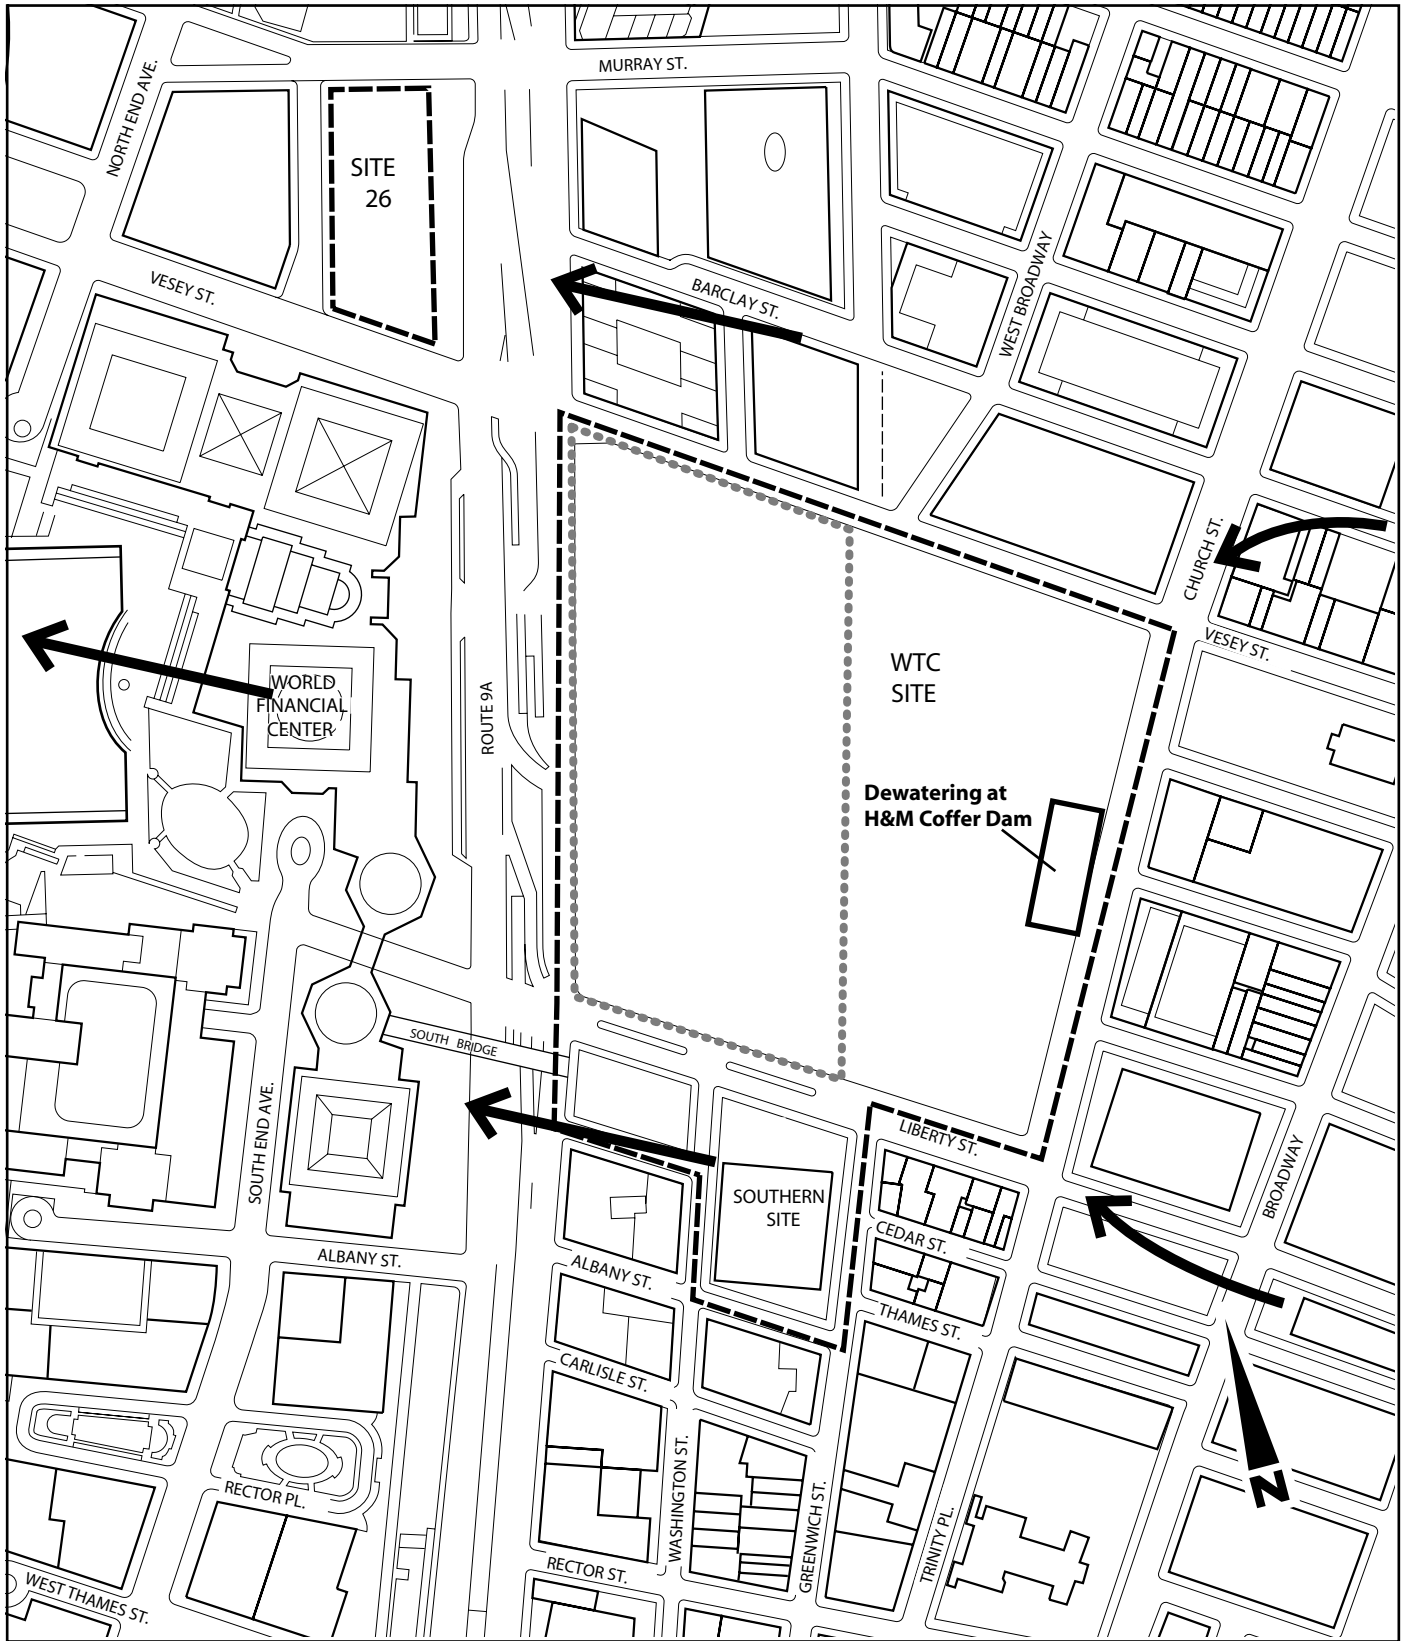 MURRAY ST.
NORTH END AVE.
SITE
26
VESEY ST.
BARCLAY ST.
WEST BROADWAY
CHURCH ST.
VESEY ST.
WTC
SITE
WORLD
FINANCIAL
CENTER
ROUTE 9A
Dewatering at
H&M Coffer Dam
SOUTH BRIDGE
SOUTH END AVE.
LIBERTY ST.
BROADWAY
SOUTHERN
SITE
CEDAR ST.
ALBANY ST.
ALBANY ST.
THAMES ST.
CARLISLE ST.
N
RECTOR PL.
WASHINGTON ST.
GREENWICH ST.
TRINITY PL.
RECTOR ST.
WEST THAMES ST.